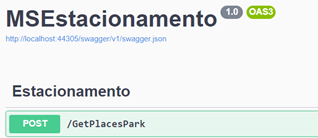 MSEstacionamento 1.0 OAS3
http://localhost:44305/swagger/v1/swagger.json
Estacionamento
POST /GetPlacesPark